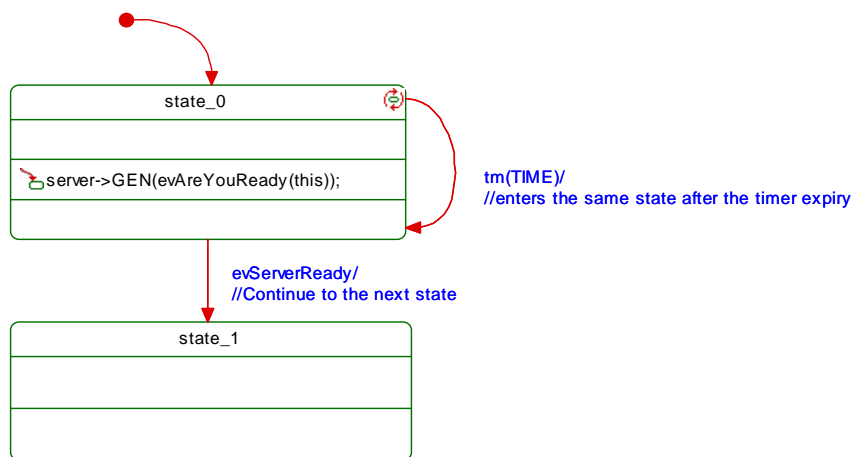 state_0
server->GEN(evAreYouReady(this));
tm(TIME)/
//enters the same state after the timer expiry
evServerReady/
//Continue to the next state
state_1